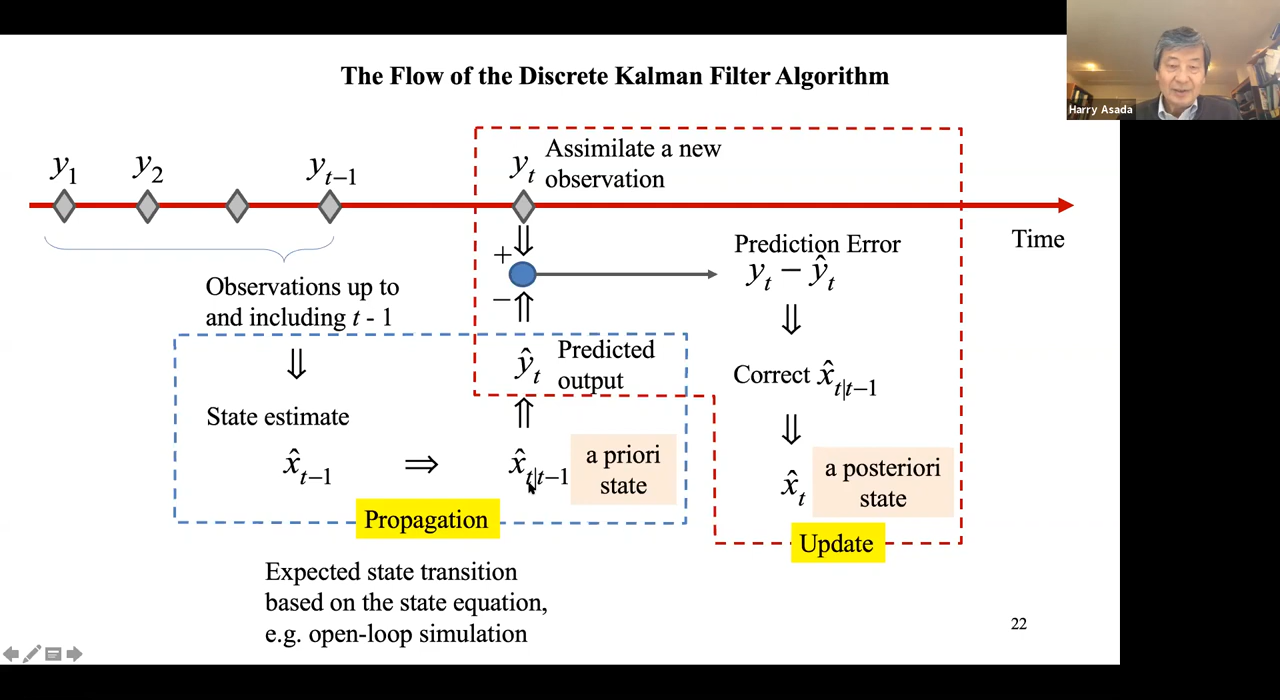 The Flow of the Discrete Kalman Filter Algorithm
Harry Asada
y₁ y₂ yₜ₋₁ yₜ
Assimilate a new
observation
Time
+
−
Prediction Error
yₜ − ŷₜ
Observations up to
and including t - 1
⇓
ŷₜ
Predicted
output
Correct x̂ₜ|ₜ₋₁
State estimate
x̂ₜ₋₁ ⇒ x̂ₜ|ₜ₋₁
a priori
state
x̂ₜ
a posteriori
state
Propagation
Update
Expected state transition
based on the state equation,
e.g. open-loop simulation
22